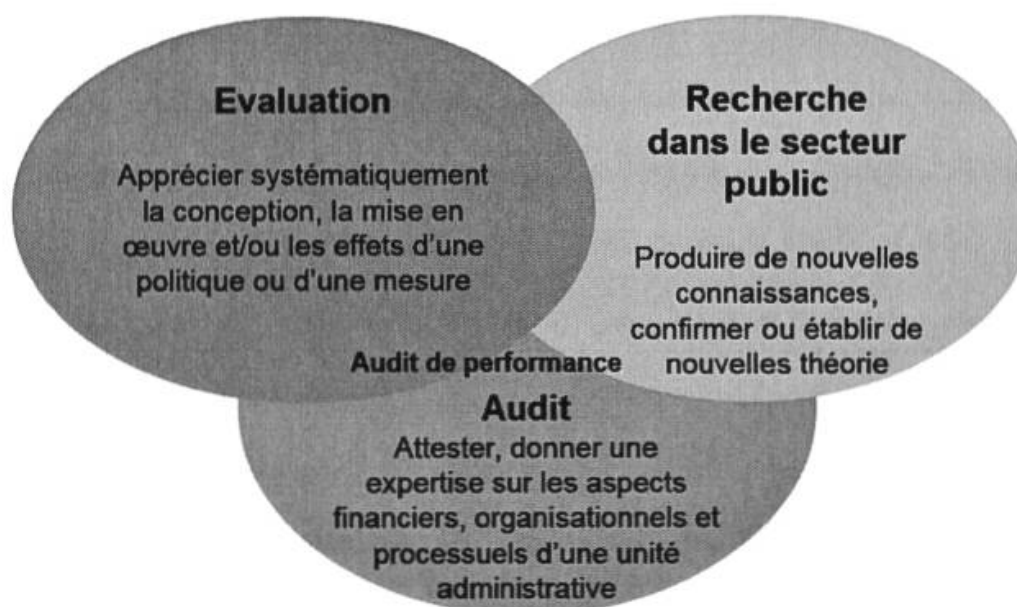 Evaluation
Apprécier systématiquement
la conception, la mise en
œuvre et/ou les effets d'une
politique ou d'une mesure
Recherche
dans le secteur
public
Produire de nouvelles
connaissances,
confirmer ou établir de
nouvelles théorie
Audit de performance
Audit
Attester, donner une
expertise sur les aspects
financiers, organisationnels et
processuels d'une unité
administrative